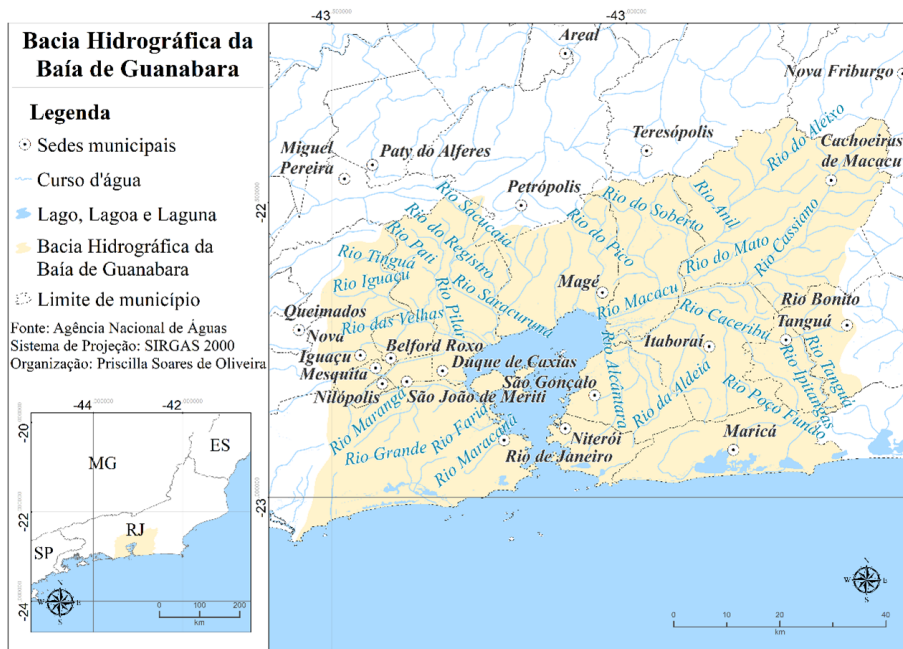 Bacia Hidrográfica da
Baía de Guanabara
Legenda
Sedes municipais
Curso d'água
Lago, Lagoa e Laguna
Bacia Hidrográfica da
Baía de Guanabara
Limite de município
Fonte: Agência Nacional de Águas
Sistema de Projeção: SIRGAS 2000
Organização: Priscilla Soares de Oliveira
-44
-42
-20
-22
-24
MG
ES
RJ
SP
N
W
E
S
0
100
200
km
-43
-43
-22
-23
Areal
Nova Friburgo
Teresópolis
Rio do Aleixo
Cachoeiras
de Macacu
Miguel
Pereira
Paty do Alferes
Petrópolis
Rio Sacucaia
Rio do Registro
Rio Pati
Rio Tinguá
Rio Iguaçu
Rio do Soberto
Rio Anil
Rio do Pico
Rio do Mato
Rio Cassiano
Rio Saracuruna
Rio Pilar
Magé
Rio Macacu
Rio Caceribú
Rio Bonito
Tanguá
Queimados
Nova
Iguaçu
Mesquita
Nilópolis
Rio das Velhas
Belford Roxo
Duque de Caxias
São Gonçalo
São João de Meriti
Itaboraí
Rio Alcântara
Rio da Aldeia
Rio Poço Fundo
Rio Ipitangas
Rio Tanguá
Rio Maranga
Rio Grande
Rio Faria
Rio Maracanã
Niterói
Rio de Janeiro
Maricá
N
W
E
S
0
10
20
40
km